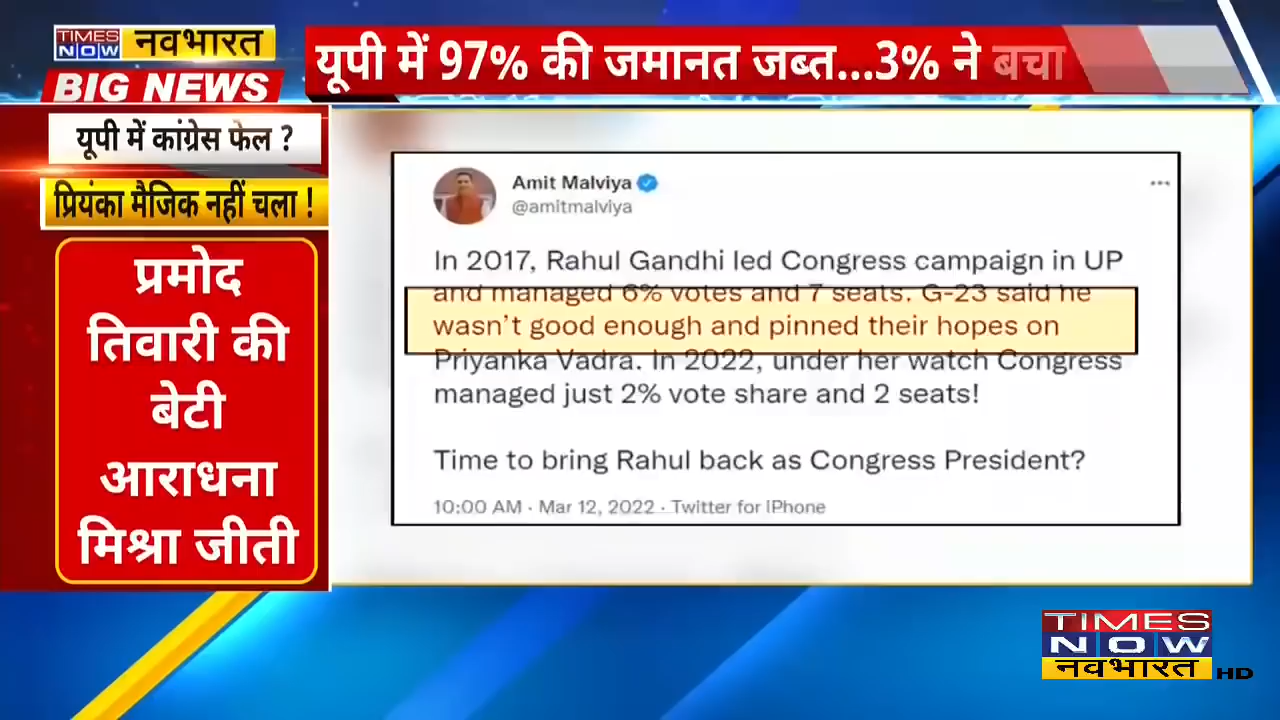 TIMES NOW नवभारत
BIG NEWS
यूपी में 97% की जमानत जब्त...3% ने बचा
यूपी में कांग्रेस फेल ?
प्रियंका मैजिक नहीं चला !
प्रमोद
तिवारी की
बेटी
आराधना
मिश्रा जीती
Amit Malviya
@amitmalviya
In 2017, Rahul Gandhi led Congress campaign in UP
and managed 6% votes and 7 seats. G-23 said he
wasn't good enough and pinned their hopes on
Priyanka Vadra. In 2022, under her watch Congress
managed just 2% vote share and 2 seats!
Time to bring Rahul back as Congress President?
10:00 AM · Mar 12, 2022 · Twitter for iPhone
TIMES
NOW
नवभारत HD